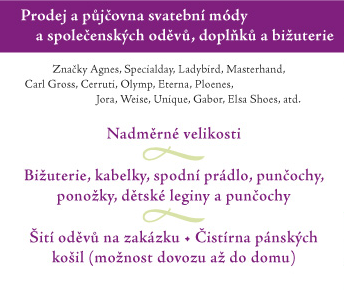 Prodej a půjčovna svatební módy
a společenských oděvů, doplňků a bižuterie
Značky Agnes, Specialday, Ladybird, Masterhand,
Carl Gross, Cerruti, Olymp, Eterna, Ploenes,
Jora, Weise, Unique, Gabor, Elsa Shoes, atd.
Nadměrné velikosti
Bižuterie, kabelky, spodní prádlo, punčochy,
ponožky, dětské leginy a punčochy
Šití oděvů na zakázku • Čistírna pánských
košil (možnost dovozu až do domu)